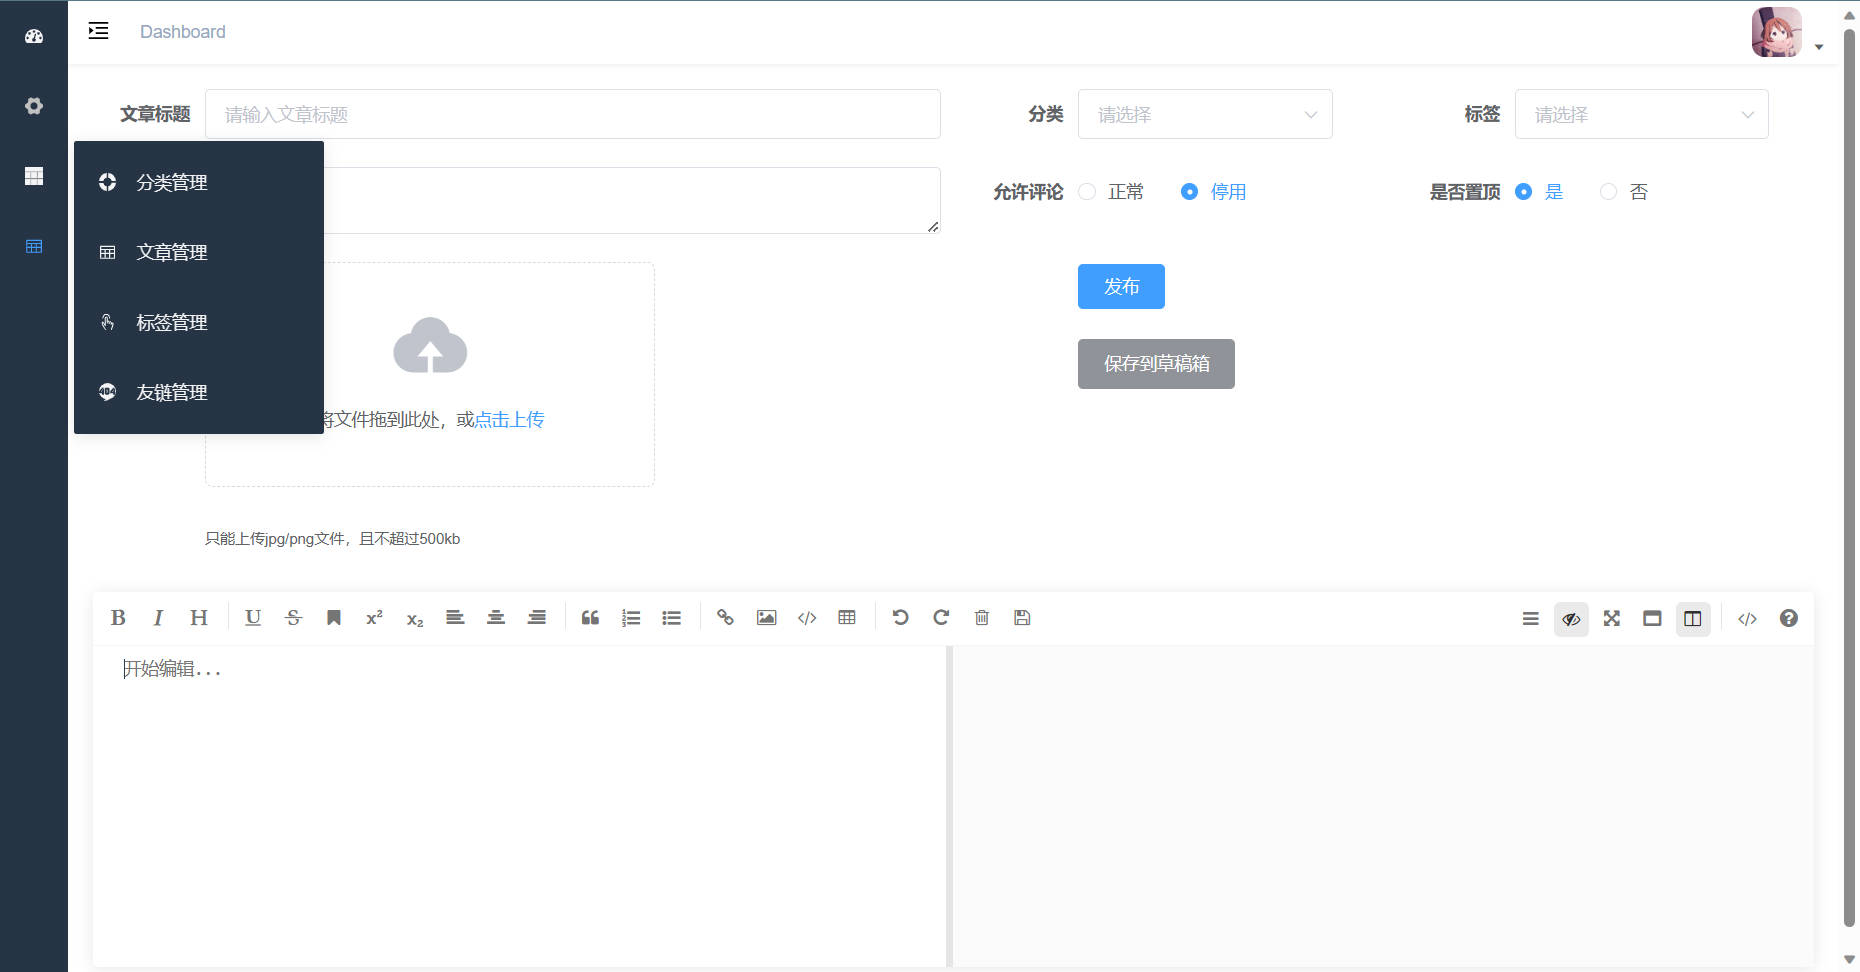 Dashboard
文章标题 请输入文章标题 分类 请选择 标签 请选择
分类管理
允许评论 正常 停用 是否置顶 是 否
文章管理
发布
标签管理
保存到草稿箱
友链管理
将文件拖到此处，或点击上传
只能上传jpg/png文件，且不超过500kb
开始编辑...